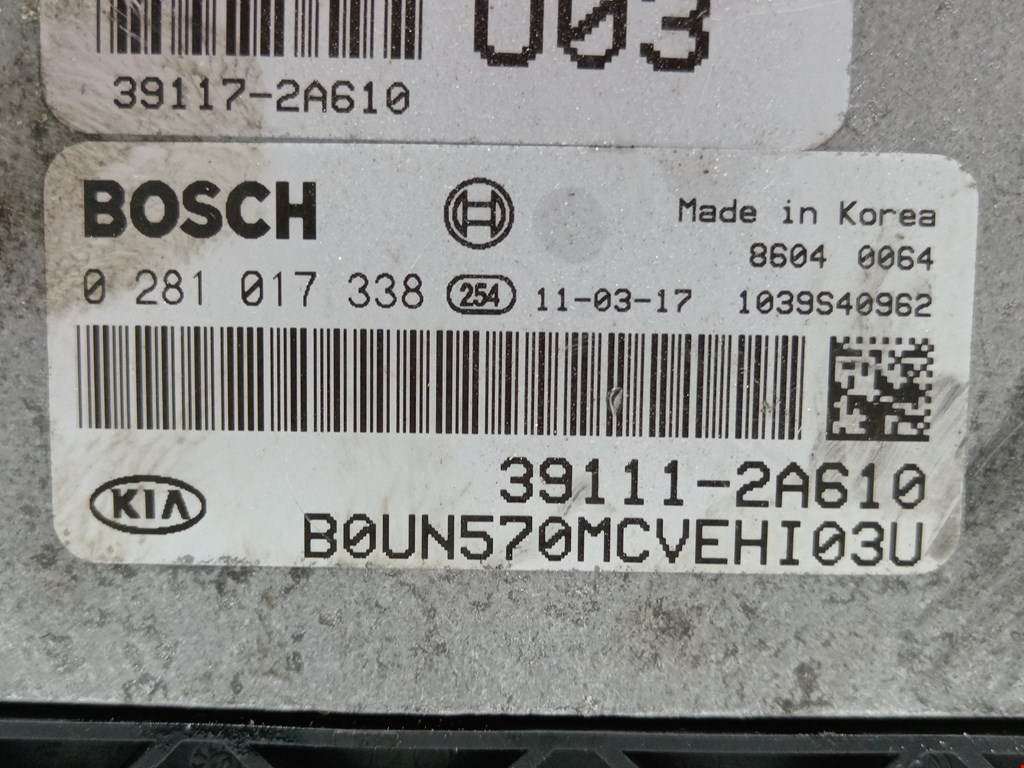 U03
39117-2A610
BOSCH
Made in Korea
8604 0064
0 281 017 338 254 11-03-17 1039S40962
39111-2A610
KIA
B0UN570MCVEHI03U